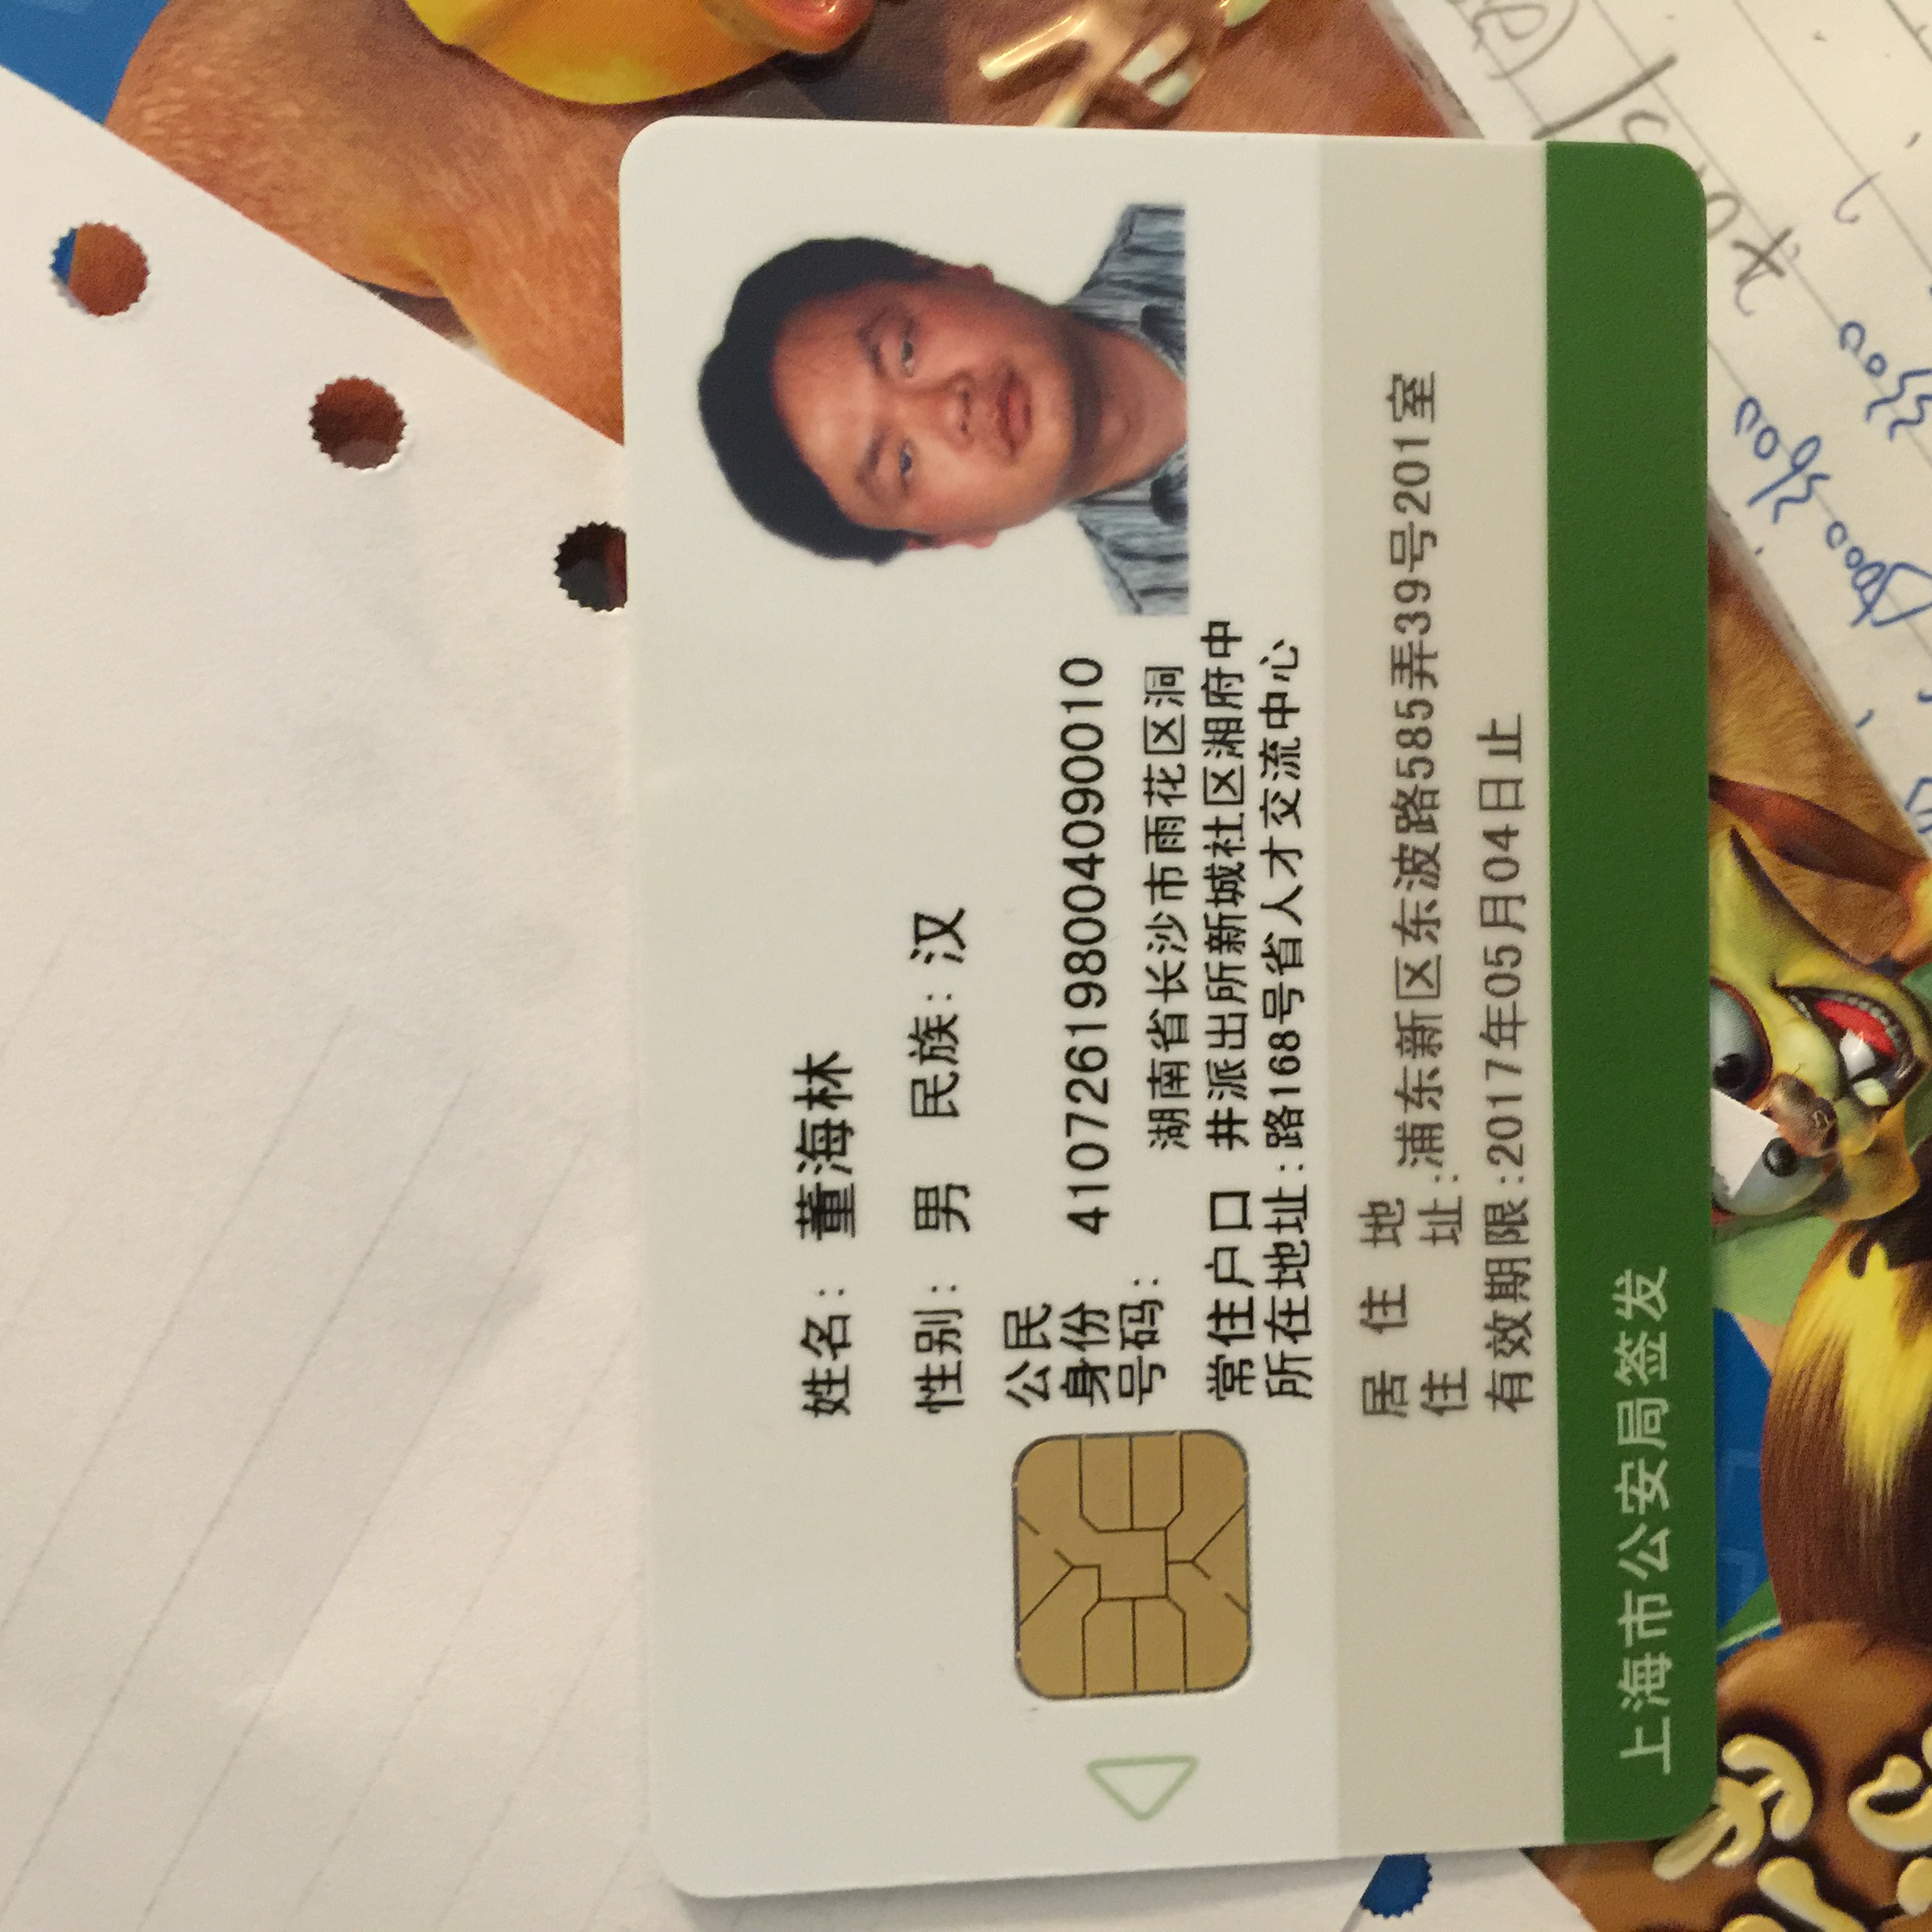 姓名: 董海林
性别: 男 民族: 汉
公民
身份 410726198004090010
号码:
湖南省长沙市雨花区洞
常住户口 井派出所新城社区湘府中
所在地址: 路168号省人才交流中心
居住地
住址: 浦东新区东波路585弄39号201室
有效期限: 2017年05月04日止
上海市公安局签发
3600
3300